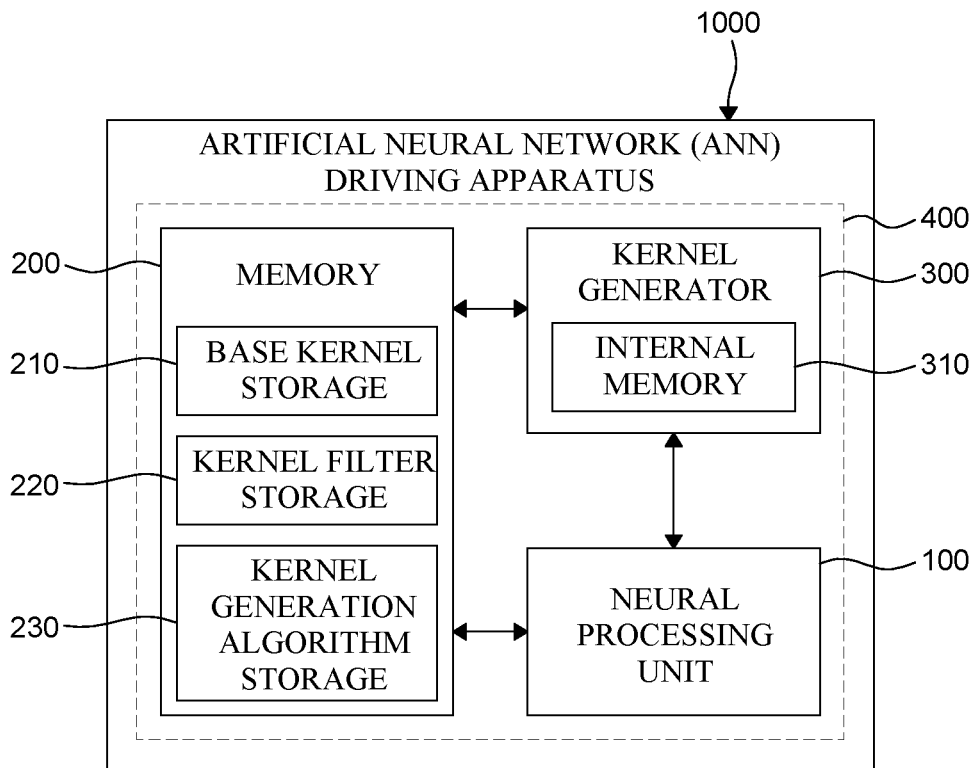 1000
ARTIFICIAL NEURAL NETWORK (ANN)
DRIVING APPARATUS
400
200
MEMORY
KERNEL
GENERATOR
300
210
BASE KERNEL
STORAGE
INTERNAL
MEMORY
310
220
KERNEL FILTER
STORAGE
230
KERNEL
GENERATION
ALGORITHM
STORAGE
100
NEURAL
PROCESSING
UNIT